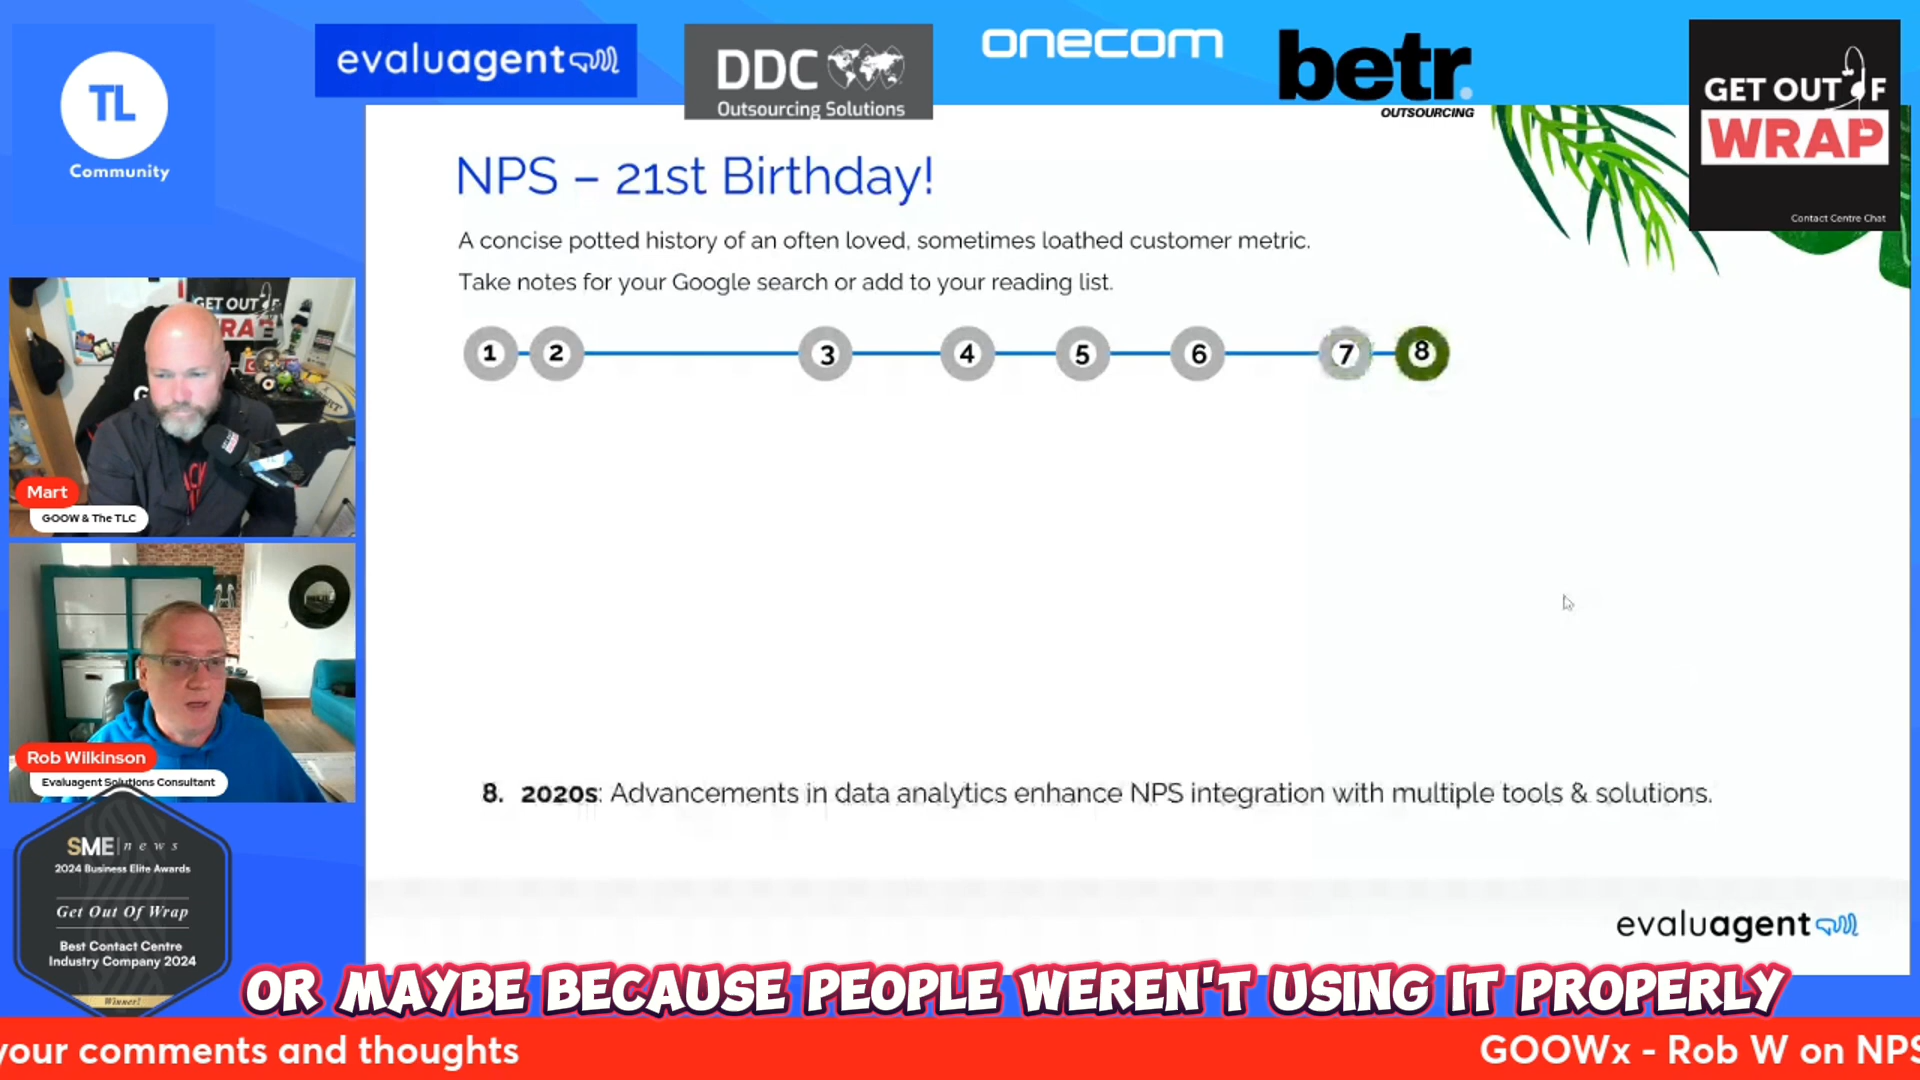 TL
Community
evaluagent
DDC
Outsourcing Solutions
onecom
betr.
OUTSOURCING
GET OUT OF
WRAP
Contact Centre Chat
NPS – 21st Birthday!
A concise potted history of an often loved, sometimes loathed customer metric.
Take notes for your Google search or add to your reading list.
1 2 3 4 5 6 7 8
GET OUT OF
WRAP
Mart
GOOW & The TLC
Rob Wilkinson
Evaluagent Solutions Consultant
8. 2020s: Advancements in data analytics enhance NPS integration with multiple tools & solutions.
SME news
2024 Business Elite Awards
Get Out Of Wrap
Best Contact Centre
Industry Company 2024
Winner!
evaluagent
OR MAYBE BECAUSE PEOPLE WEREN'T USING IT PROPERLY
your comments and thoughts
GOOWx - Rob W on NPS